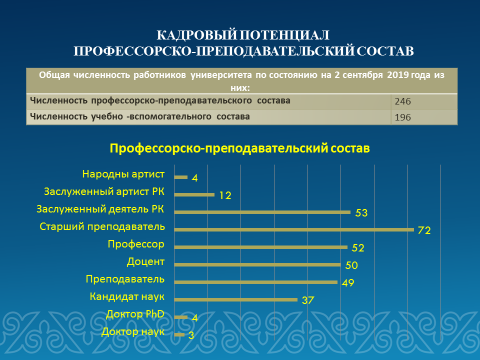 КАДРОВЫЙ ПОТЕНЦИАЛ
ПРОФЕССОРСКО-ПРЕПОДАВАТЕЛЬСКИЙ СОСТАВ
Общая численность работников университета по состоянию на 2 сентября 2019 года из
них:
Численность профессорско-преподавательского состава 246
Численность учебно -вспомогательного состава 196
Профессорско-преподавательский состав
Народны артист 4
Заслуженный артист РК 12
Заслуженный деятель РК 53
Старший преподаватель 72
Профессор 52
Доцент 50
Преподаватель 49
Кандидат наук 37
Доктор PhD 4
Доктор наук 3